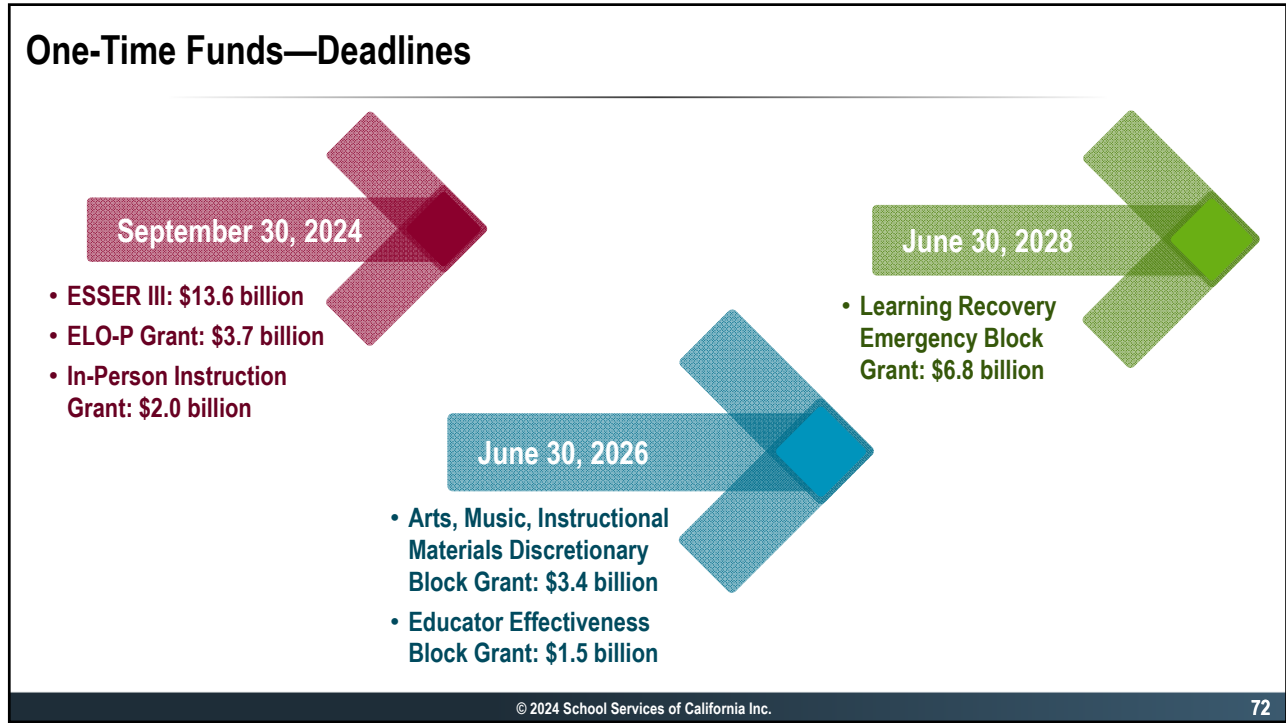 One-Time Funds—Deadlines
September 30, 2024
• ESSER III: $13.6 billion
• ELO-P Grant: $3.7 billion
• In-Person Instruction
Grant: $2.0 billion
June 30, 2026
• Arts, Music, Instructional
Materials Discretionary
Block Grant: $3.4 billion
• Educator Effectiveness
Block Grant: $1.5 billion
June 30, 2028
• Learning Recovery
Emergency Block
Grant: $6.8 billion
© 2024 School Services of California Inc.
72